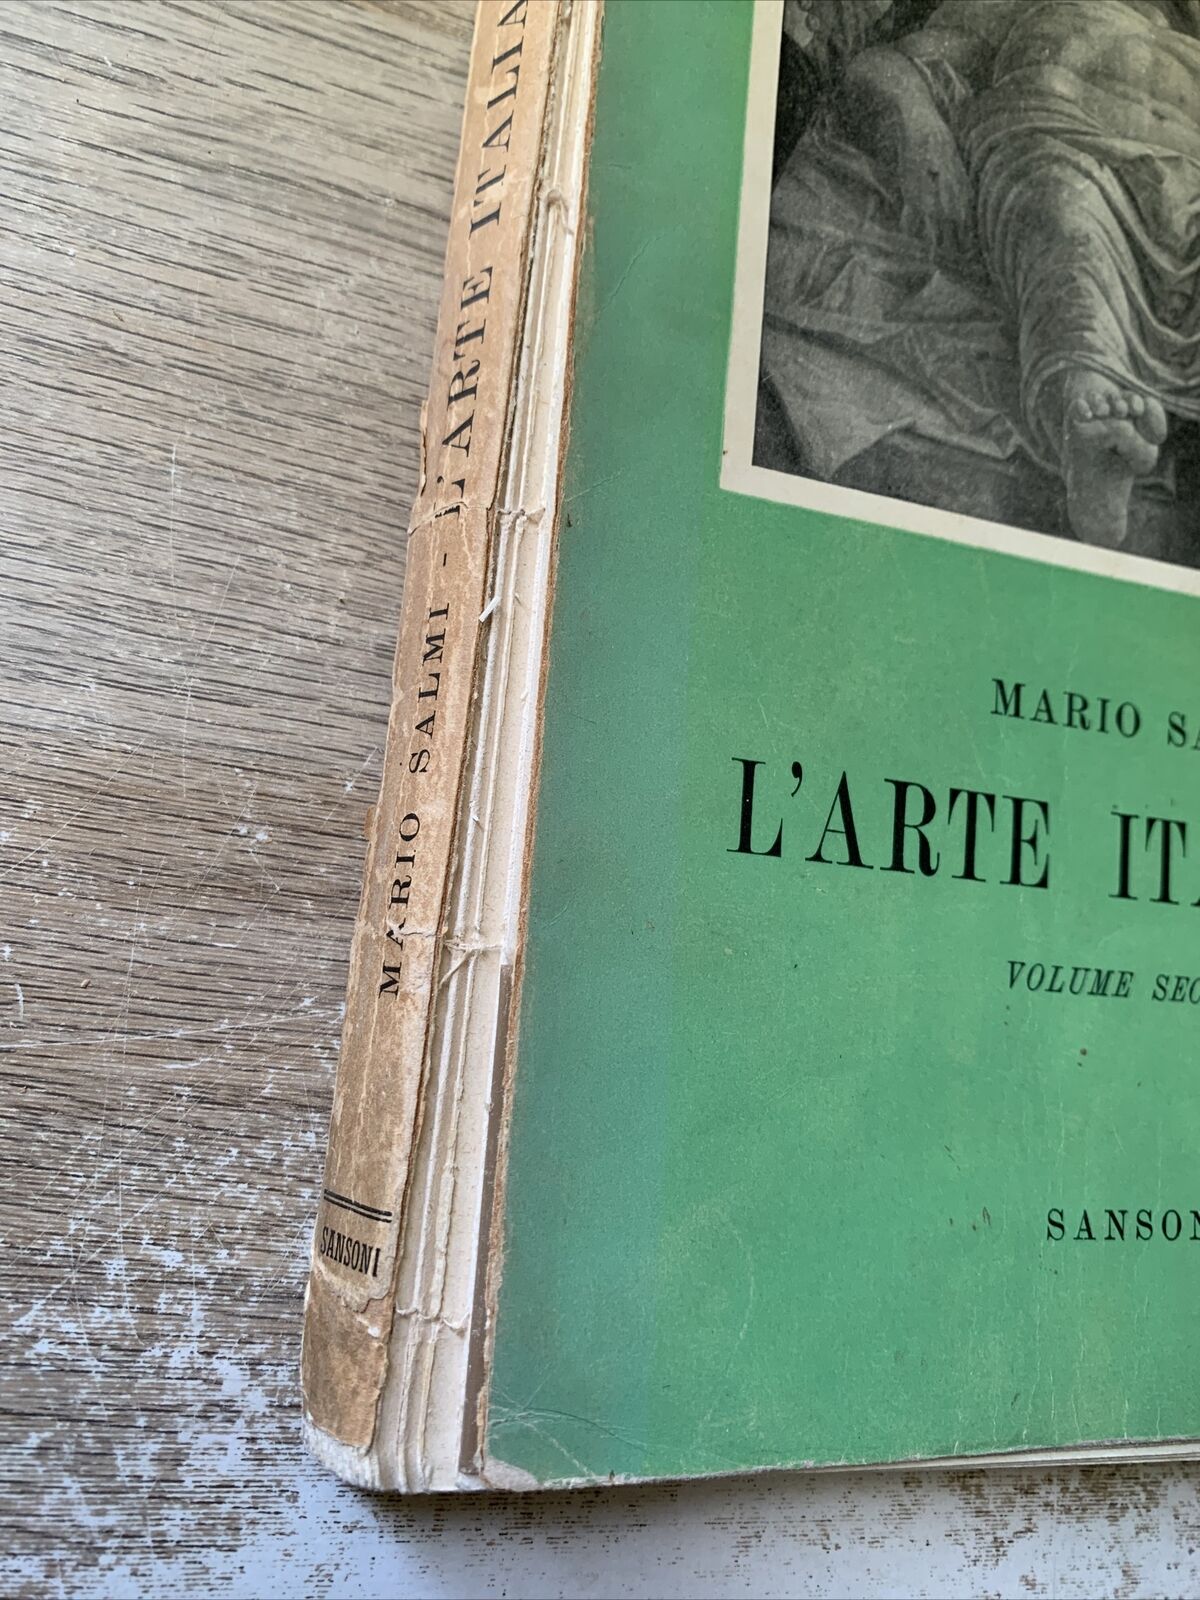 MARIO SALMI - L'ARTE ITALIA
SANSONI
MARIO SA
L'ARTE ITA
VOLUME SEC
SANSON